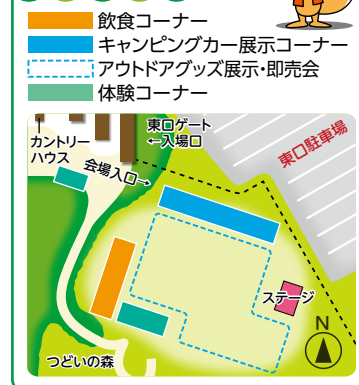 飲食コーナー
キャンピングカー展示コーナー
アウトドアグッズ展示・即売会
体験コーナー
カントリー
ハウス
東口ゲート
←入場口
会場入口→
東口駐車場
ステージ
つどいの森
N